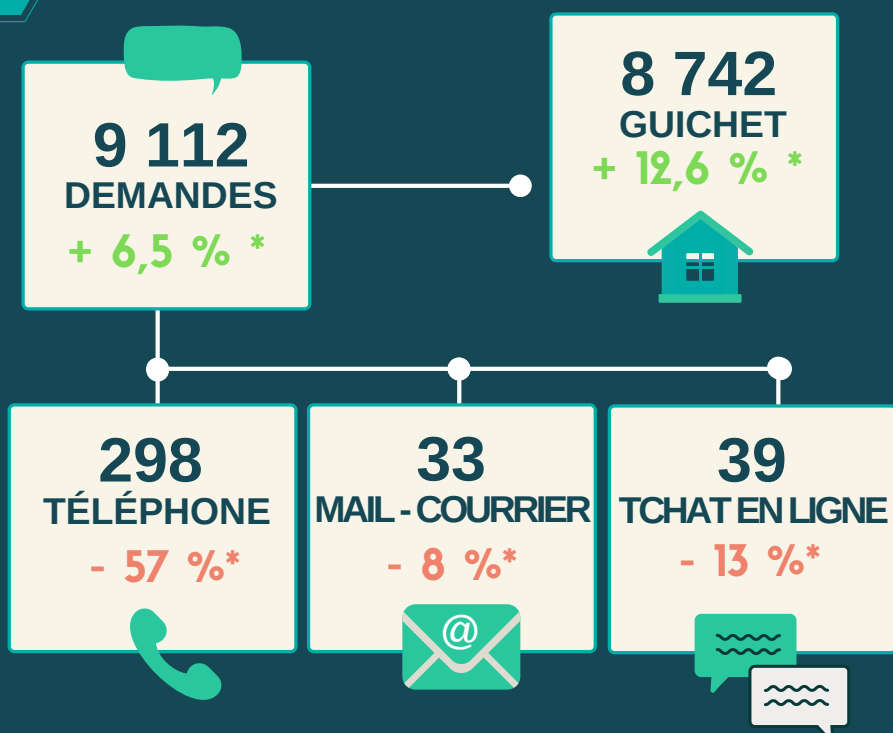 9 112
DEMANDES
+ 6,5 % *
8 742
GUICHET
+ 12,6 % *
298
TÉLÉPHONE
- 57 %*
33
MAIL - COURRIER
- 8 %*
@
39
TCHAT EN LIGNE
- 13 %*